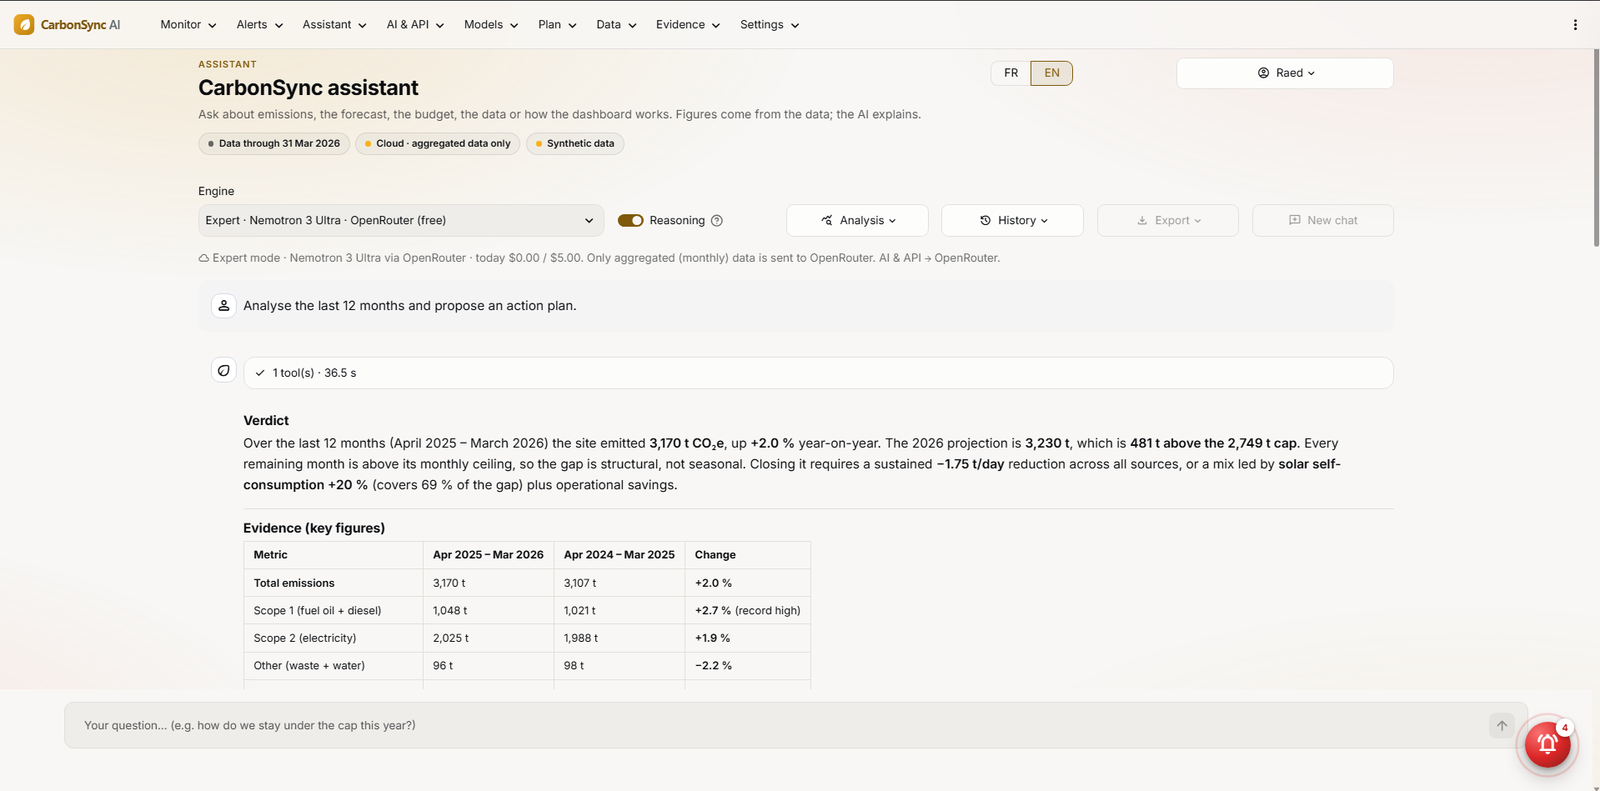 CarbonSync AI Monitor Alerts Assistant AI & API Models Plan Data Evidence Settings
ASSISTANT
CarbonSync assistant
FR EN
Raed
Ask about emissions, the forecast, the budget, the data or how the dashboard works. Figures come from the data; the AI explains.
Data through 31 Mar 2026 Cloud · aggregated data only Synthetic data
Engine
Expert · Nemotron 3 Ultra · OpenRouter (free) Reasoning Analysis History Export New chat
Expert mode · Nemotron 3 Ultra via OpenRouter · today $0.00 / $5.00. Only aggregated (monthly) data is sent to OpenRouter. AI & API → OpenRouter.
Analyse the last 12 months and propose an action plan.
1 tool(s) · 36.5 s
Verdict
Over the last 12 months (April 2025 – March 2026) the site emitted 3,170 t CO₂e, up +2.0 % year-on-year. The 2026 projection is 3,230 t, which is 481 t above the 2,749 t cap. Every
remaining month is above its monthly ceiling, so the gap is structural, not seasonal. Closing it requires a sustained −1.75 t/day reduction across all sources, or a mix led by solar self-
consumption +20 % (covers 69 % of the gap) plus operational savings.
Evidence (key figures)
Metric Apr 2025 – Mar 2026 Apr 2024 – Mar 2025 Change
Total emissions 3,170 t 3,107 t +2.0 %
Scope 1 (fuel oil + diesel) 1,048 t 1,021 t +2.7 % (record high)
Scope 2 (electricity) 2,025 t 1,988 t +1.9 %
Other (waste + water) 96 t 98 t −2.2 %
Your question... (e.g. how do we stay under the cap this year?)
4